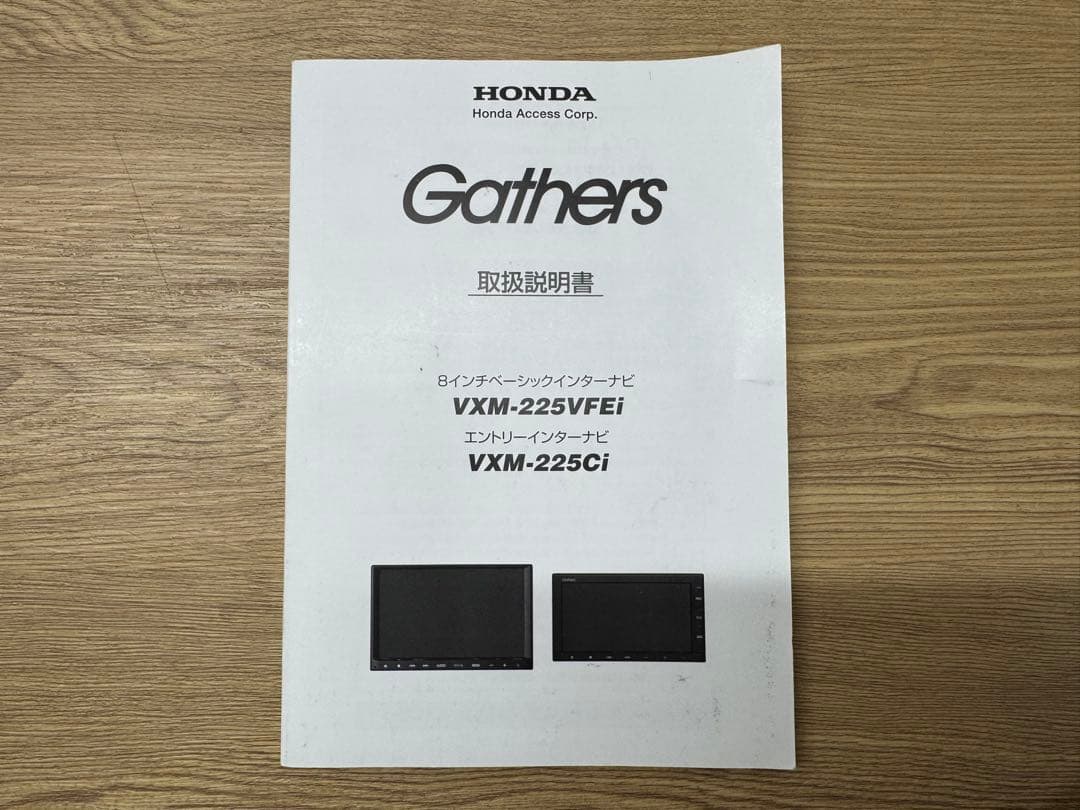 HONDA
Honda Access Corp.
Gathers
取扱説明書
8インチベーシックインターナビ
VXM-225VFEi
エントリーインターナビ
VXM-225Ci